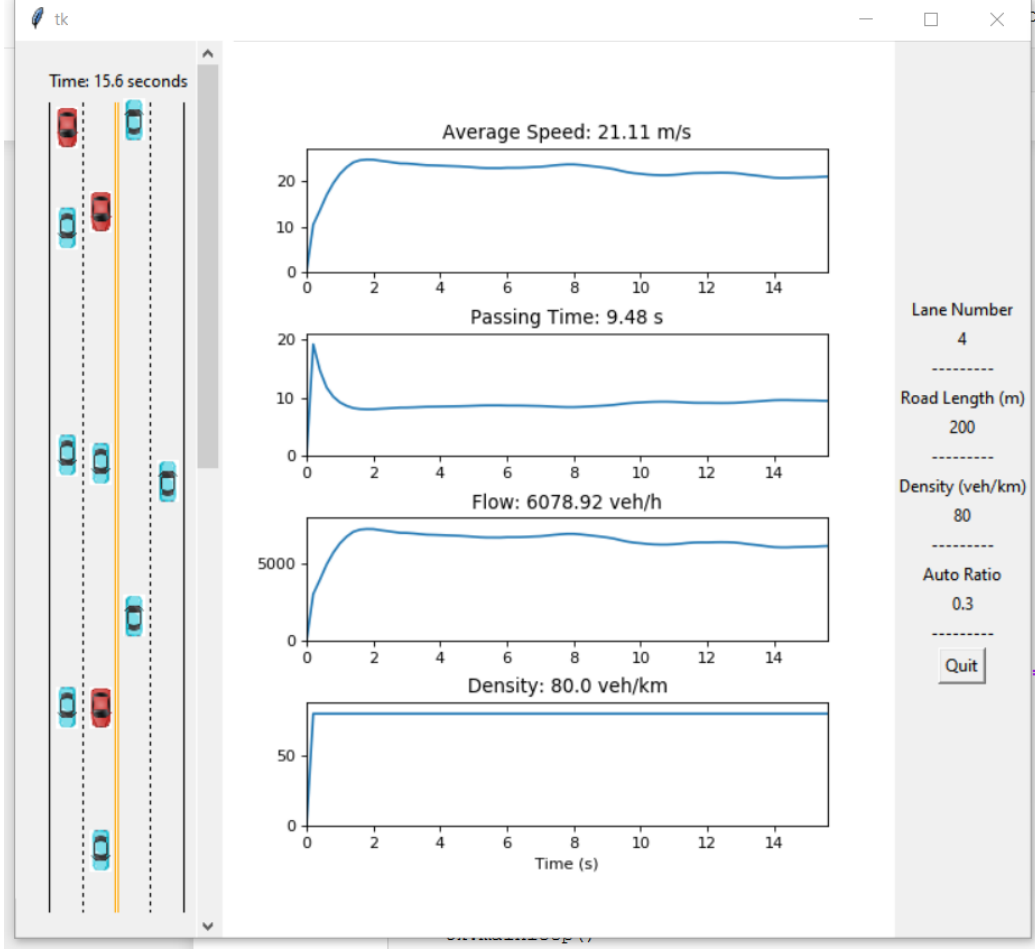 tk
Time: 15.6 seconds
Average Speed: 21.11 m/s
20
10
0
0 2 4 6 8 10 12 14
Passing Time: 9.48 s
20
10
0
0 2 4 6 8 10 12 14
Flow: 6078.92 veh/h
5000
0
0 2 4 6 8 10 12 14
Density: 80.0 veh/km
50
0
0 2 4 6 8 10 12 14
Time (s)
Lane Number
4
---------
Road Length (m)
200
---------
Density (veh/km)
80
---------
Auto Ratio
0.3
---------
Quit